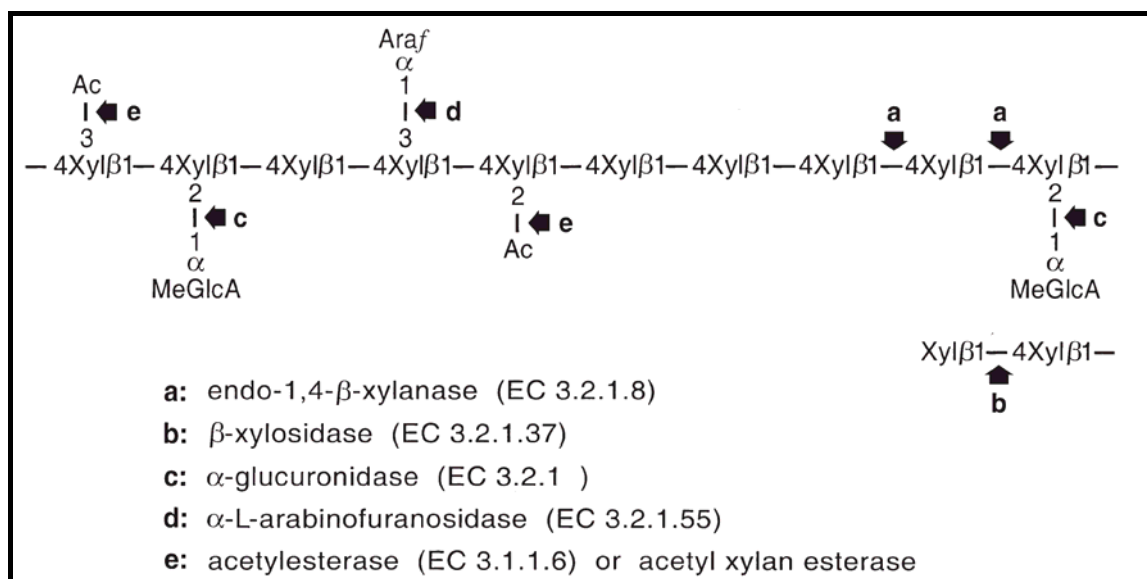 Araf
α
Ac 1
I e I d
3 3
— 4Xylβ1— 4Xylβ1— 4Xylβ1— 4Xylβ1— 4Xylβ1— 4Xylβ1— 4Xylβ1— 4Xylβ1— 4Xylβ1— 4Xylβ1—
a a
2 2 2
I c I e I c
1 Ac 1
α α
MeGlcA MeGlcA
Xylβ1— 4Xylβ1—
b
a: endo-1,4-β-xylanase (EC 3.2.1.8)
b: β-xylosidase (EC 3.2.1.37)
c: α-glucuronidase (EC 3.2.1 )
d: α-L-arabinofuranosidase (EC 3.2.1.55)
e: acetylesterase (EC 3.1.1.6) or acetyl xylan esterase